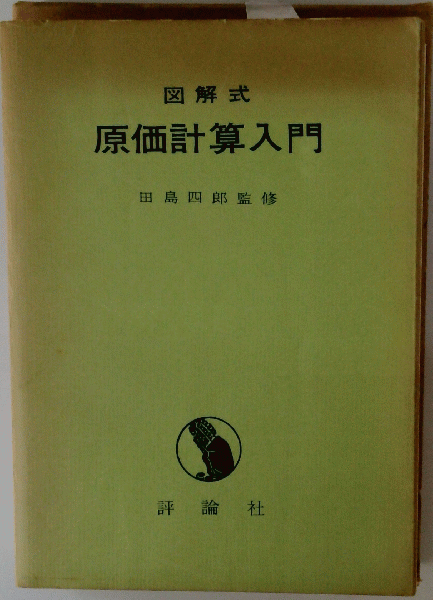 図解式
原価計算入門
田島四郎監修
評論社